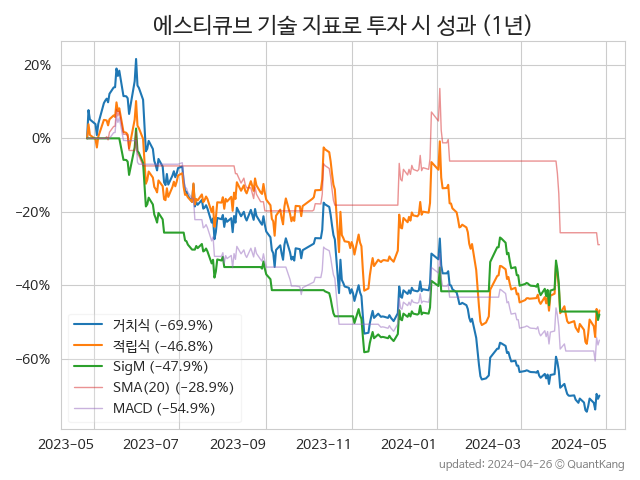 에스티큐브 기술 지표로 투자 시 성과 (1년)
20%
0%
−20%
−40%
−60%
거치식 (−69.9%)
적립식 (−46.8%)
SigM (−47.9%)
SMA(20) (−28.9%)
MACD (−54.9%)
2023-05 2023-07 2023-09 2023-11 2024-01 2024-03 2024-05
updated: 2024-04-26 © QuantKang